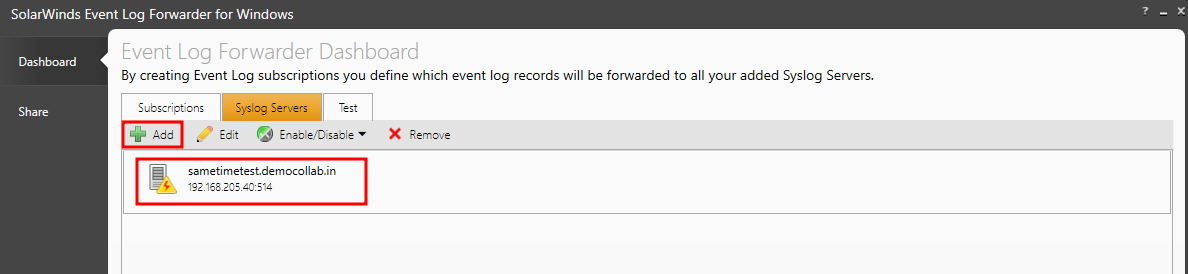 SolarWinds Event Log Forwarder for Windows
? _ x
Dashboard
Share
Event Log Forwarder Dashboard
By creating Event Log subscriptions you define which event log records will be forwarded to all your added Syslog Servers.
Subscriptions Syslog Servers Test
Add Edit Enable/Disable Remove
sametimetest.democollab.in
192.168.205.40:514